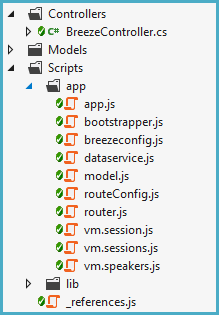 Controllers
C# BreezeController.cs
Models
Scripts
app
app.js
bootstrapper.js
breezeconfig.js
dataservice.js
model.js
routeConfig.js
router.js
vm.session.js
vm.sessions.js
vm.speakers.js
lib
_references.js